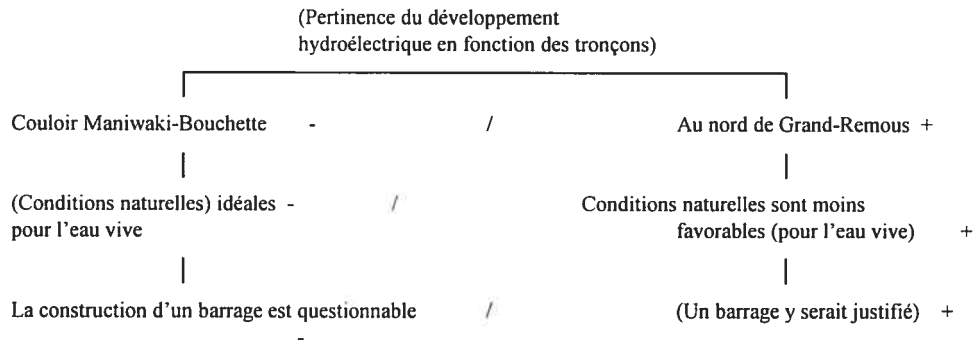 (Pertinence du développement
hydroélectrique en fonction des tronçons)
Couloir Maniwaki-Bouchette - / Au nord de Grand-Remous +
(Conditions naturelles) idéales - / Conditions naturelles sont moins
pour l'eau vive favorables (pour l'eau vive) +
La construction d'un barrage est questionnable / (Un barrage y serait justifié) +
-